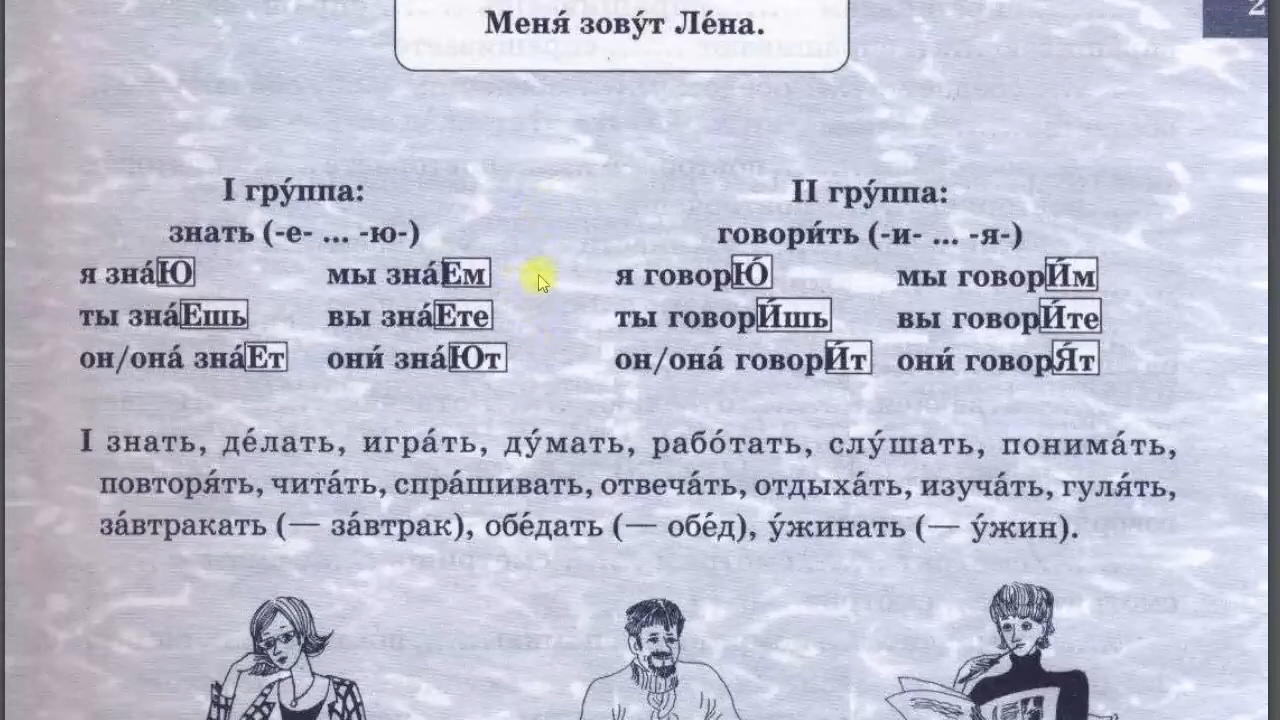 Меня́ зову́т Ле́на.
2
I гру́ппа:
знать (-е- ... -ю-)
я зна́Ю
мы зна́Ем
ты зна́Ешь
вы зна́Ете
он/она́ зна́Ет
они́ зна́Ют
II гру́ппа:
говори́ть (-и- ... -я-)
я говорЮ́
мы говорИ́м
ты говорИ́шь
вы говорИ́те
он/она́ говорИ́т
они́ говорЯ́т
I знать, де́лать, игра́ть, ду́мать, рабо́тать, слу́шать, понима́ть,
повторя́ть, чита́ть, спра́шивать, отвеча́ть, отдыха́ть, изуча́ть, гуля́ть,
за́втракать (— за́втрак), обе́дать (— обе́д), у́жинать (— у́жин).